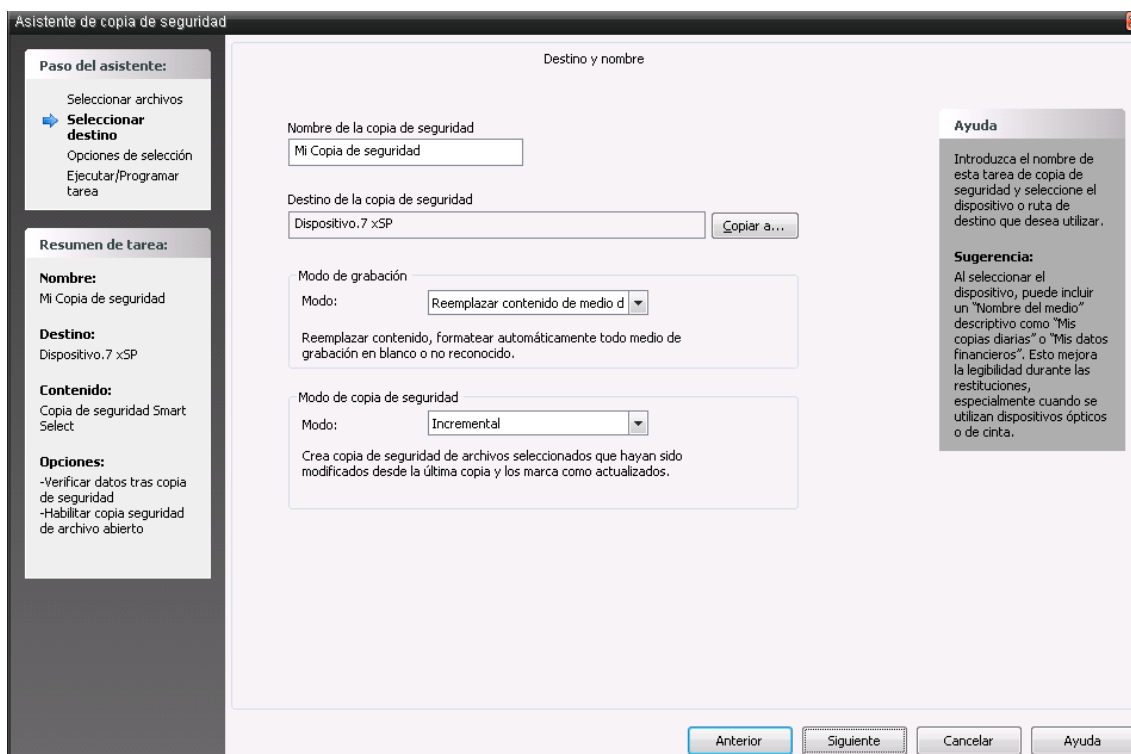 Asistente de copia de seguridad
Paso del asistente:
Seleccionar archivos
Seleccionar
destino
Opciones de selección
Ejecutar/Programar
tarea
Resumen de tarea:
Nombre:
Mi Copia de seguridad
Destino:
Dispositivo.7 xSP
Contenido:
Copia de seguridad Smart
Select
Opciones:
-Verificar datos tras copia
de seguridad
-Habilitar copia seguridad
de archivo abierto
Destino y nombre
Nombre de la copia de seguridad
Mi Copia de seguridad
Destino de la copia de seguridad
Dispositivo.7 xSP
Copiar a...
Modo de grabación
Modo:
Reemplazar contenido de medio d
Reemplazar contenido, formatear automáticamente todo medio de
grabación en blanco o no reconocido.
Modo de copia de seguridad
Modo:
Incremental
Crea copia de seguridad de archivos seleccionados que hayan sido
modificados desde la última copia y los marca como actualizados.
Ayuda
Introduzca el nombre de
esta tarea de copia de
seguridad y seleccione el
dispositivo o ruta de
destino que desea utilizar.
Sugerencia:
Al seleccionar el
dispositivo, puede incluir
un "Nombre del medio"
descriptivo como "Mis
copias diarias" o "Mis datos
financieros". Esto mejora
la legibilidad durante las
restituciones,
especialmente cuando se
utilizan dispositivos ópticos
o de cinta.
Anterior
Siguiente
Cancelar
Ayuda